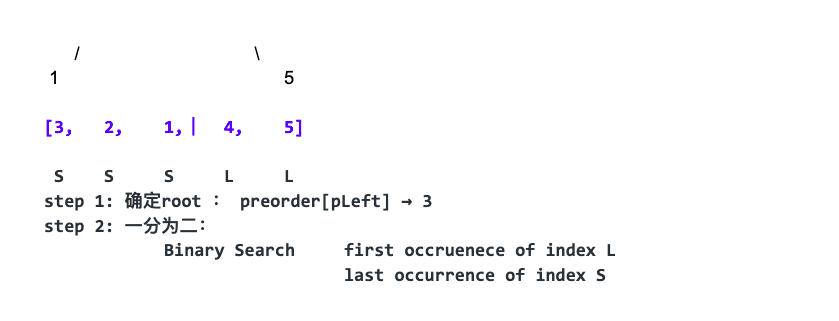 / \
1 5
[3, 2, 1,| 4, 5]
S S S L L
step 1: 确定root : preorder[pLeft] → 3
step 2: 一分为二:
Binary Search first occruenece of index L
last occurrence of index S